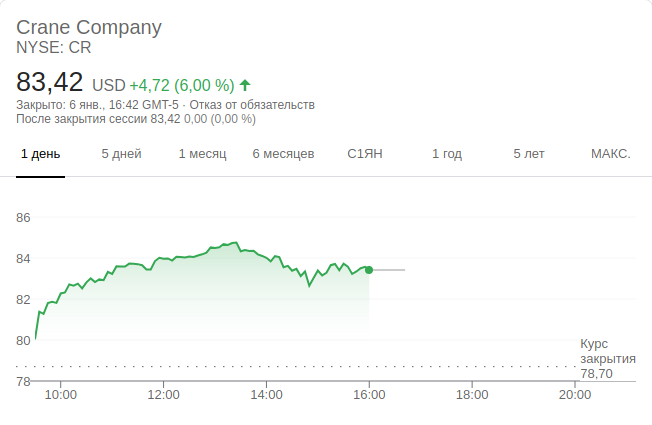 Crane Company
NYSE: CR
83,42 USD +4,72 (6,00 %)
Закрыто: 6 янв., 16:42 GMT-5 · Отказ от обязательств
После закрытия сессии 83,42 0,00 (0,00 %)
1 день 5 дней 1 месяц 6 месяцев С1ЯН 1 год 5 лет МАКС.
86
84
82
80
Курс
закрытия
78,70
78
10:00 12:00 14:00 16:00 18:00 20:00